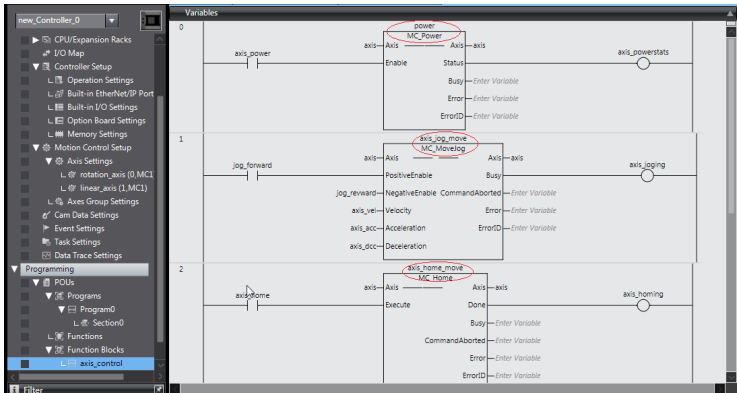 new_Controller_0
CPU/Expansion Racks
I/O Map
Controller Setup
Operation Settings
Built-in EtherNet/IP Port
Built-in I/O Settings
Option Board Settings
Memory Settings
Motion Control Setup
Axis Settings
rotation_axis (0,MC1
linear_axis (1,MC1)
Axes Group Settings
Cam Data Settings
Event Settings
Task Settings
Data Trace Settings
Programming
POUs
Programs
Program0
Section0
Functions
Function Blocks
axis_control
Filter
Variables
0
power
MC_Power
axis_power
axis Axis Axis axis
axis_powerstats
Enable Status
Busy Enter Variable
Error Enter Variable
ErrorID Enter Variable
1
axis_jog_move
MC_MoveJog
jog_forward
axis Axis Axis axis
axis_joging
PositiveEnable Busy
jog_revward NegativeEnable CommandAborted Enter Variable
axis_vel Velocity Error Enter Variable
axis_acc Acceleration ErrorID Enter Variable
axis_dcc Deceleration
2
axis_home_move
MC_Home
axis_home
axis Axis Axis axis
axis_homing
Execute Done
Busy Enter Variable
CommandAborted Enter Variable
Error Enter Variable
ErrorID Enter Variable